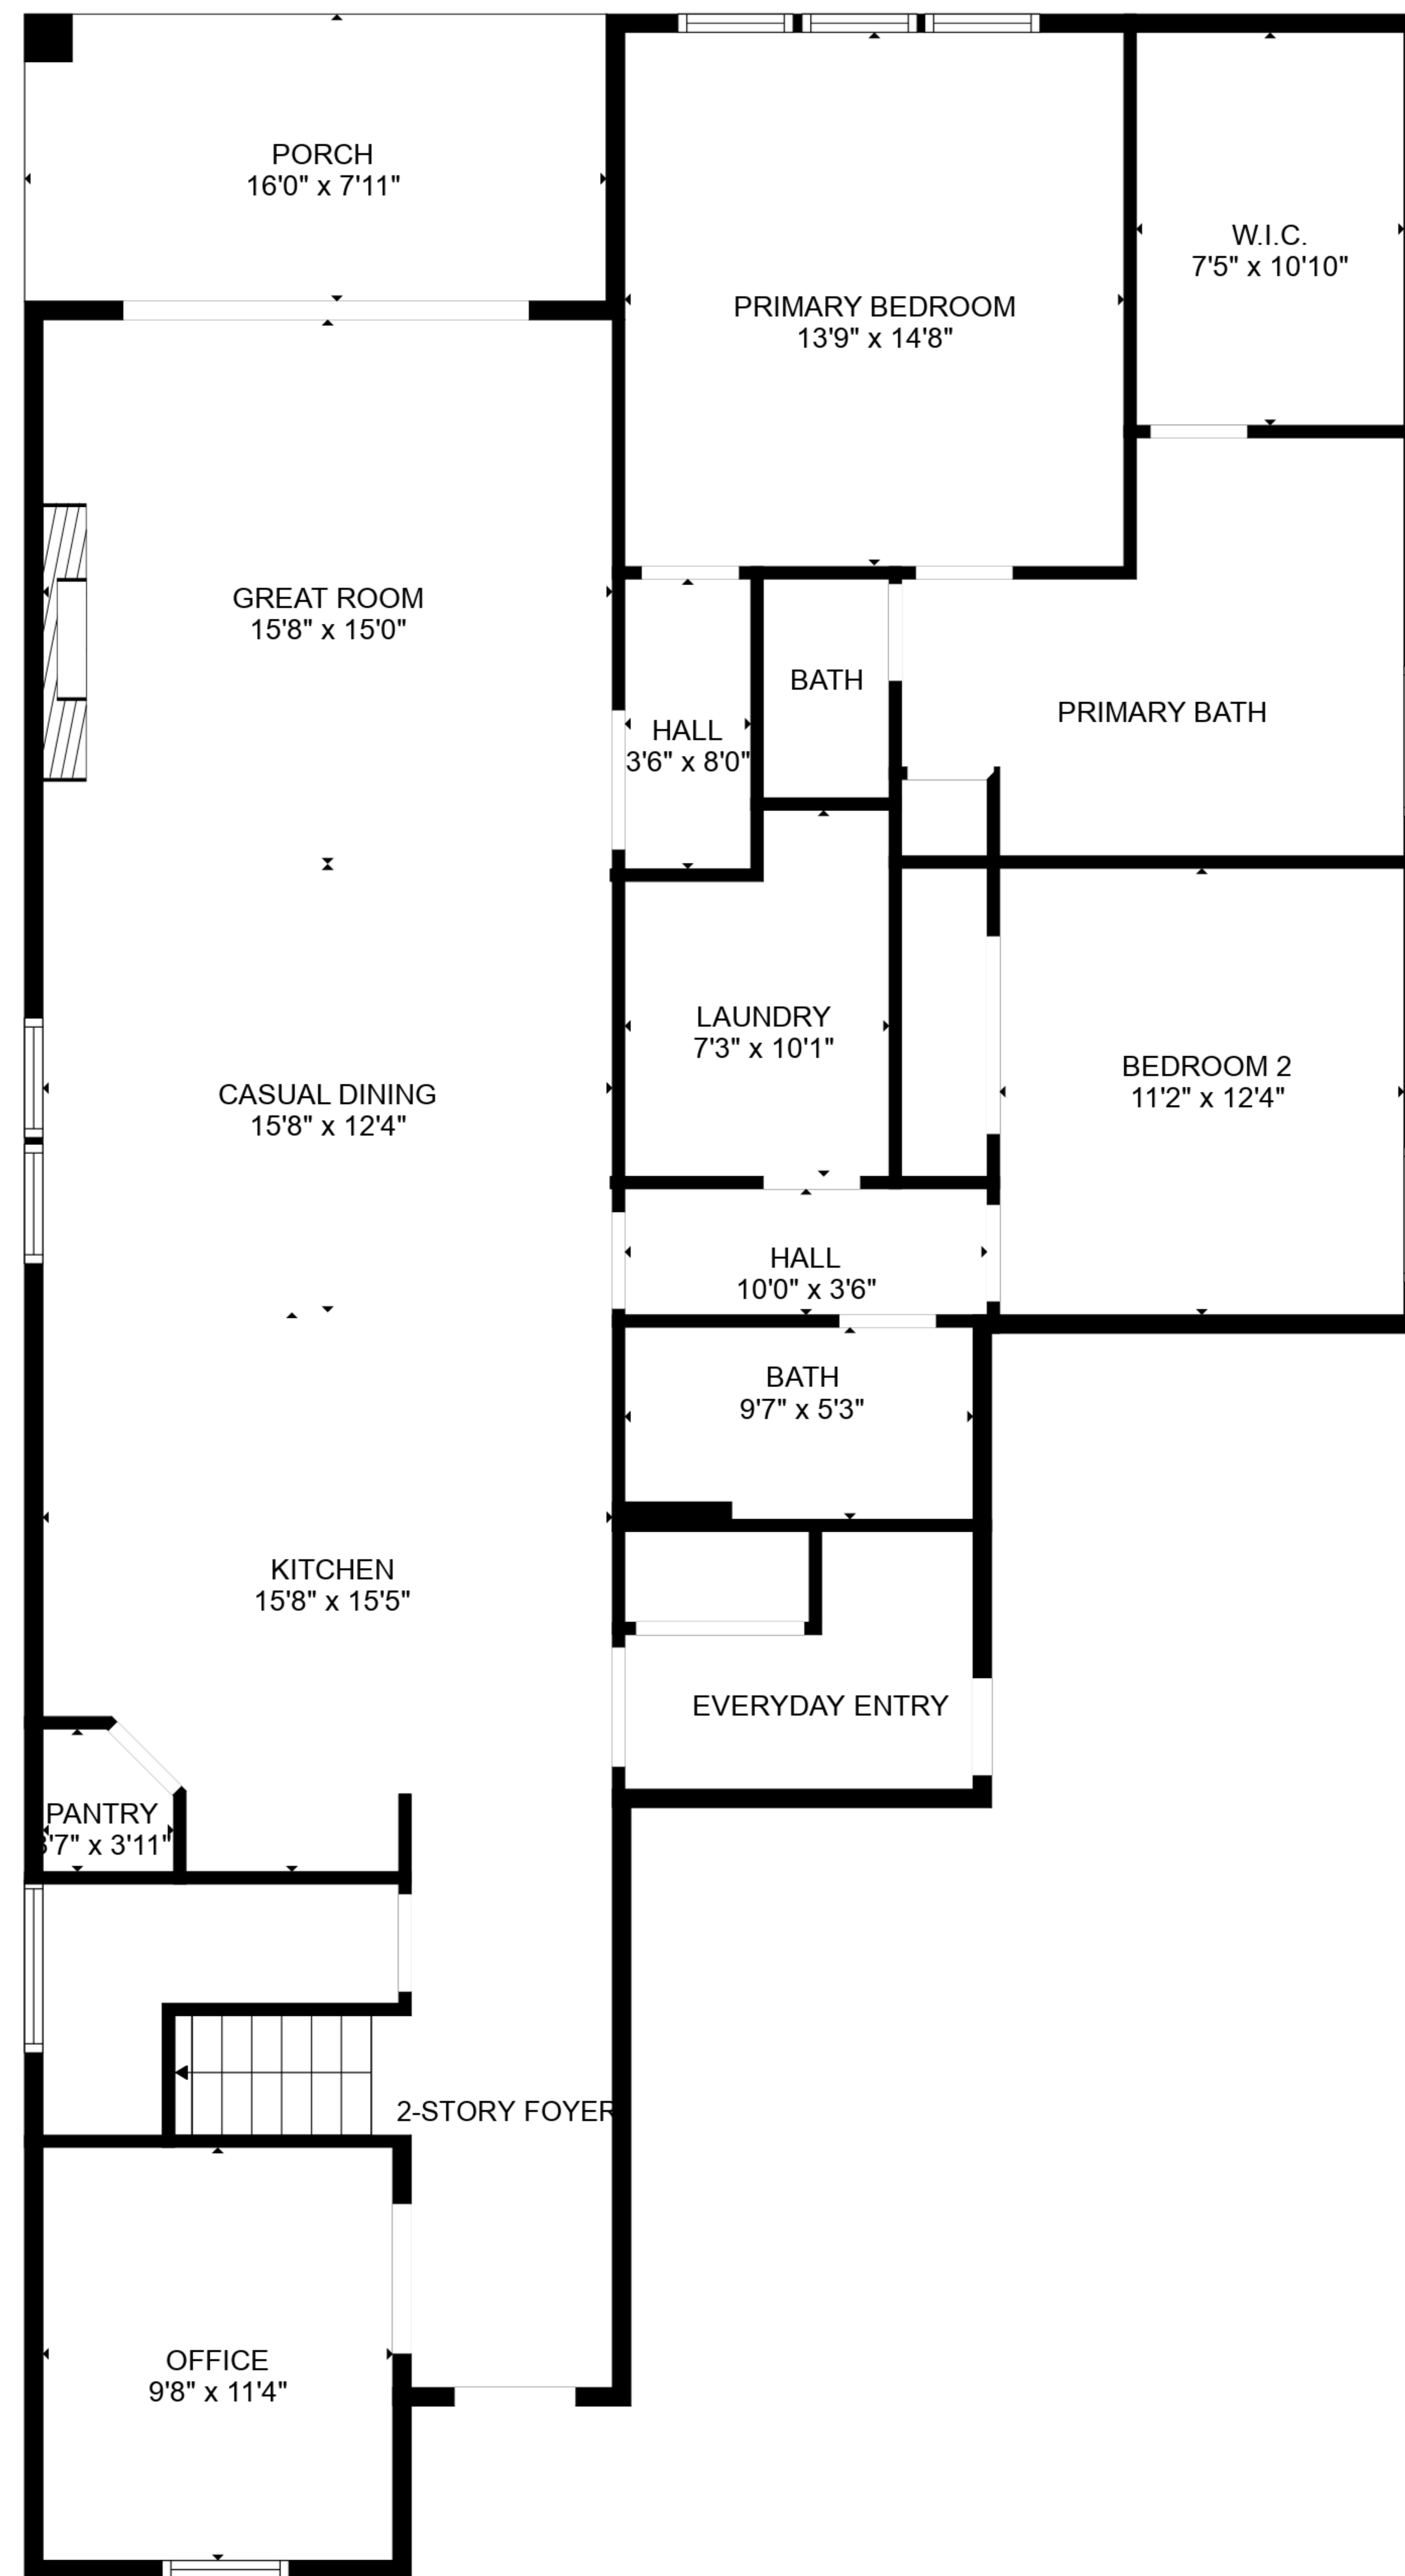 PORCH
16'0" x 7'11"
W.I.C.
7'5" x 10'10"
PRIMARY BEDROOM
13'9" x 14'8"
GREAT ROOM
15'8" x 15'0"
BATH
PRIMARY BATH
HALL
3'6" x 8'0"
LAUNDRY
7'3" x 10'1"
BEDROOM 2
11'2" x 12'4"
CASUAL DINING
15'8" x 12'4"
HALL
10'0" x 3'6"
BATH
9'7" x 5'3"
KITCHEN
15'8" x 15'5"
EVERYDAY ENTRY
PANTRY
3'7" x 3'11"
2-STORY FOYER
OFFICE
9'8" x 11'4"